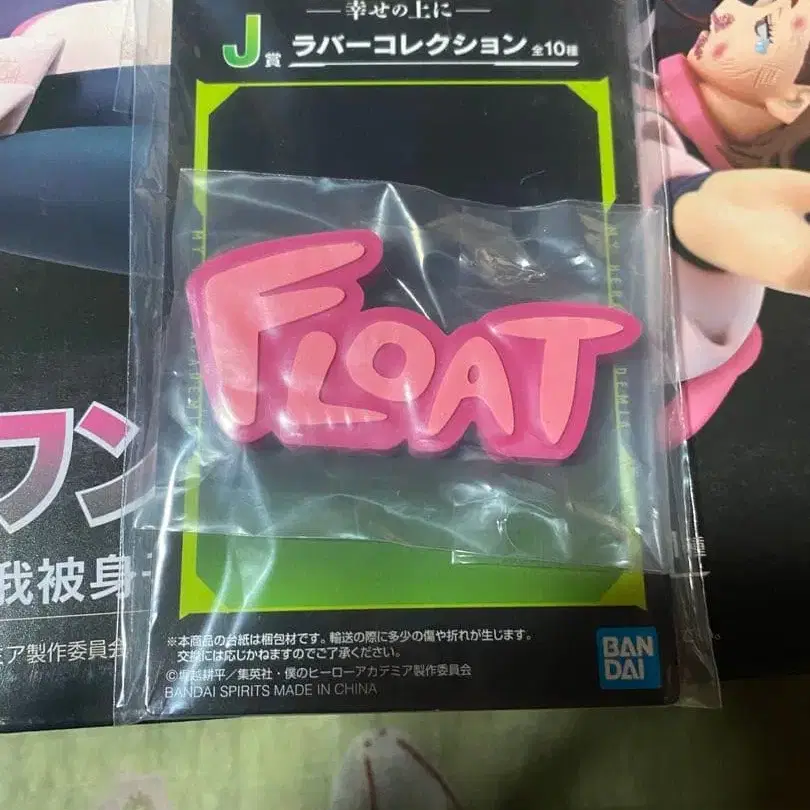 ―幸せの上に―
J賞 ラバーコレクション 全10種
FLOAT
フン
我被身
種
※本商品の台紙は梱包材です。輸送の際に多少の傷や折れが生じます。
交換には応じかねますのでご了承ください。
ミア製作委員会
©堀越耕平／集英社・僕のヒーローアカデミア製作委員会
BANDAI SPIRITS MADE IN CHINA
BAN
DAI